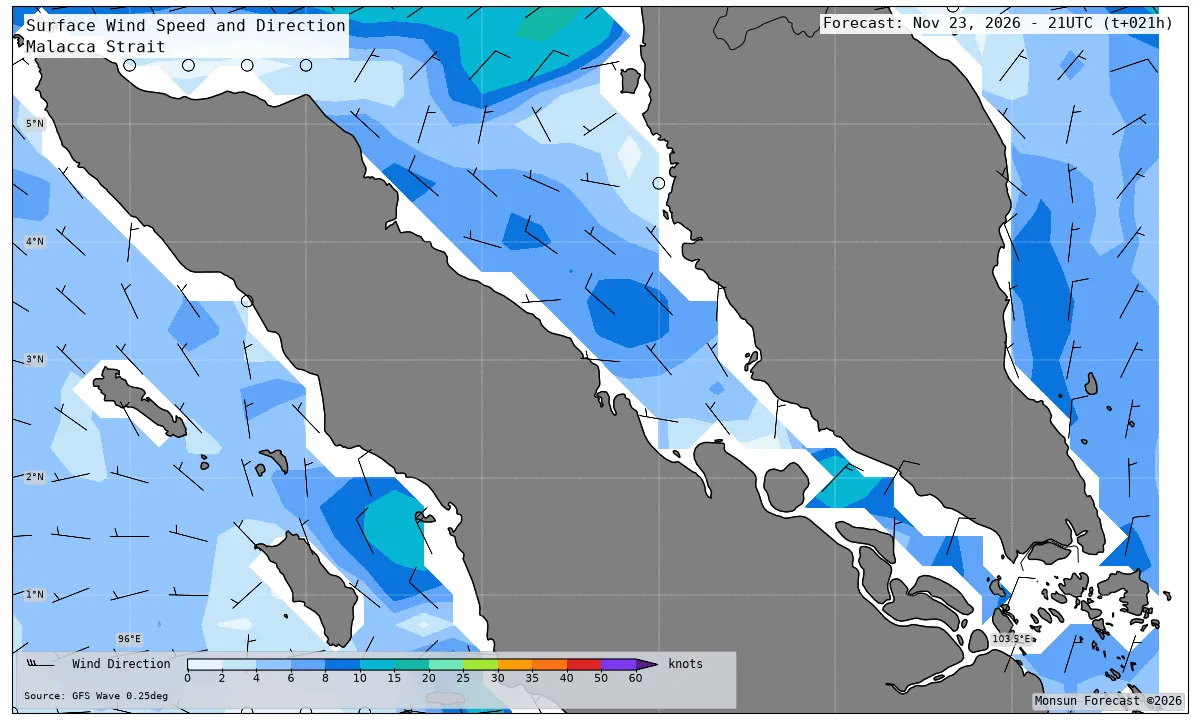 Surface Wind Speed and Direction
Malacca Strait
Forecast: Nov 23, 2026 - 21UTC (t+021h)
5°N
4°N
3°N
2°N
1°N
96°E
103.5°E
Wind Direction
knots
0 2 4 6 8 10 15 20 25 30 35 40 50 60
Source: GFS Wave 0.25deg
Monsun Forecast ©2026